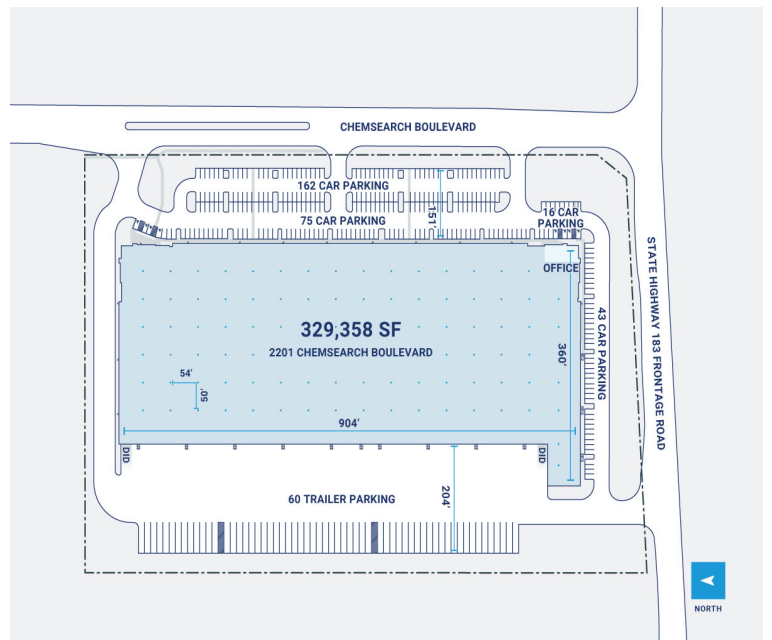 CHEMSEARCH BOULEVARD
162 CAR PARKING
151'
16 CAR
PARKING
75 CAR PARKING
OFFICE
STATE HIGHWAY 183 FRONTAGE ROAD
329,358 SF
2201 CHEMSEARCH BOULEVARD
43 CAR PARKING
360'
54'
50'
904'
DID
DID
60 TRAILER PARKING
204'
NORTH